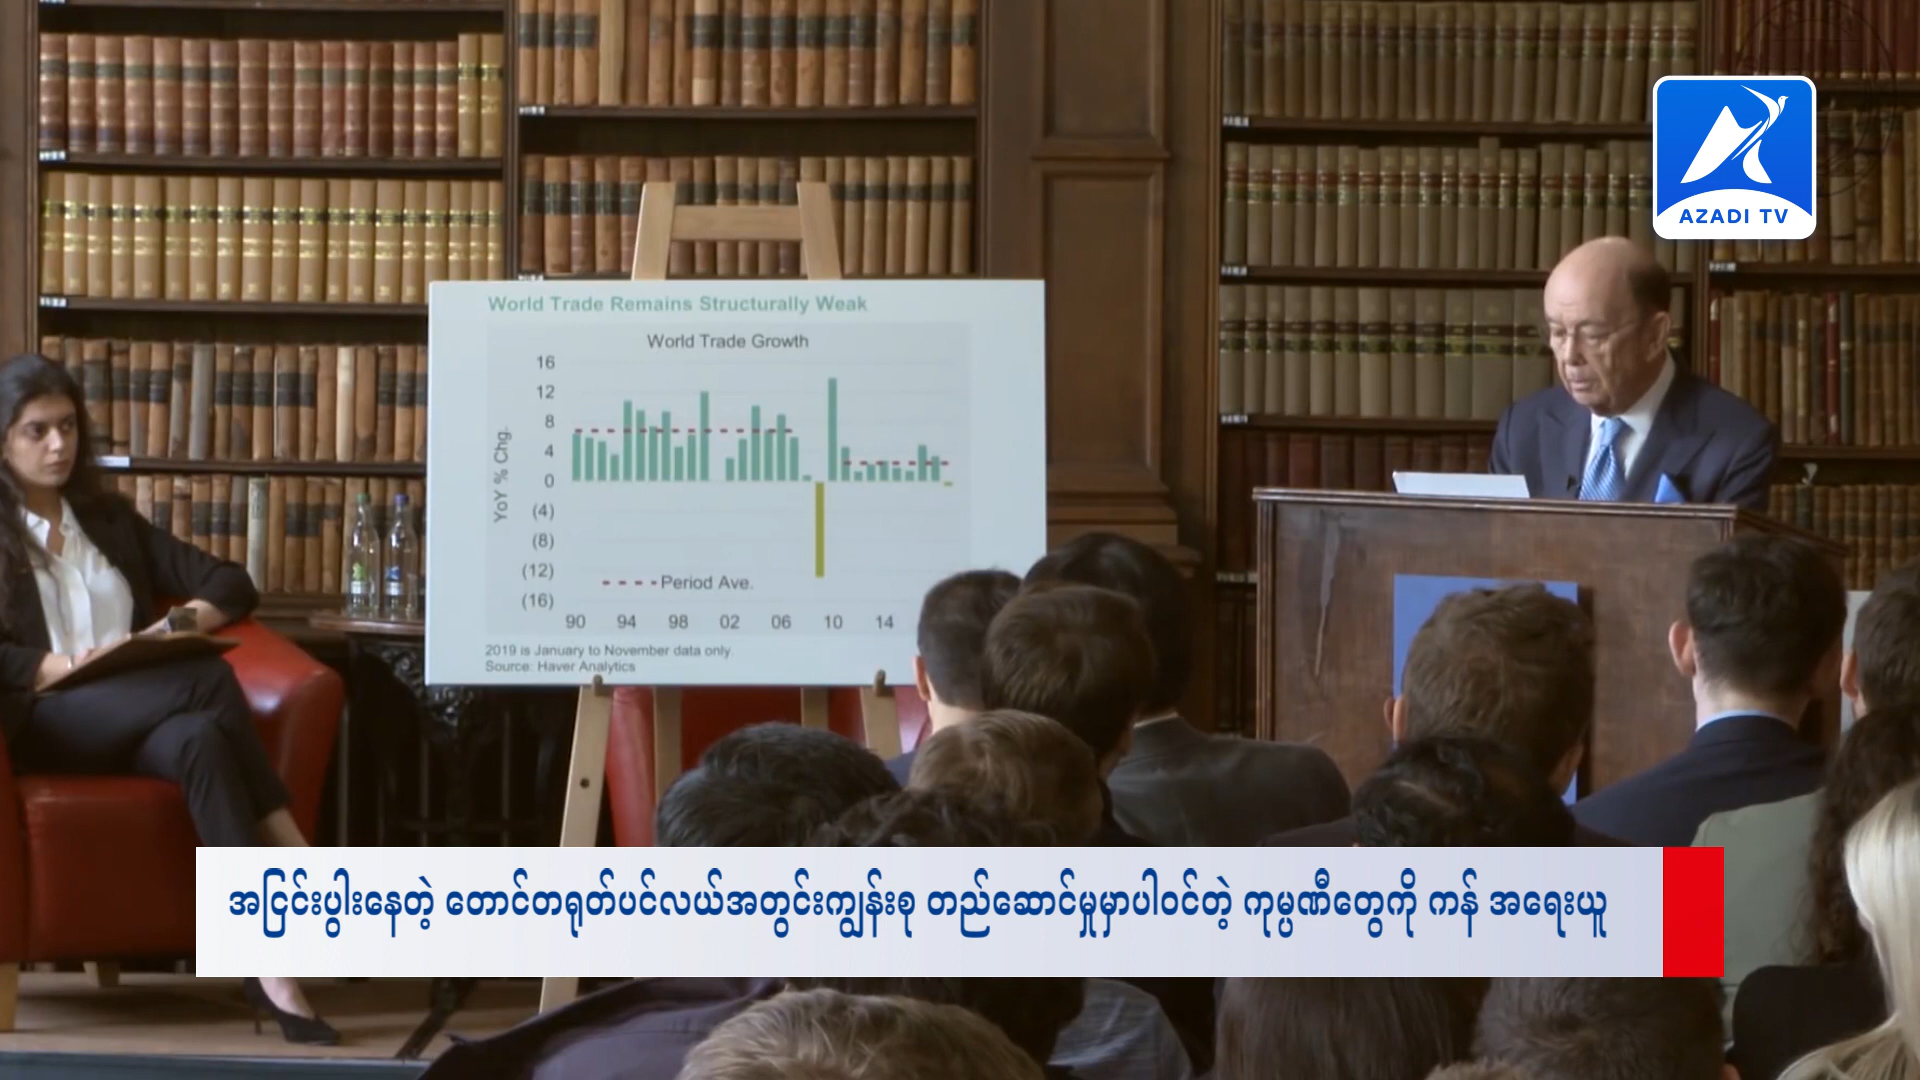 AZADI TV
World Trade Remains Structurally Weak
World Trade Growth
16
12
8
4
0
(4)
(8)
(12)
(16)
YoY % Chg.
Period Ave.
90 94 98 02 06 10 14
2019 is January to November data only.
Source: Haver Analytics
အငြင်းပွါးနေတဲ့ တောင်တရုတ်ပင်လယ်အတွင်းကျွန်းစု တည်ဆောင်မှုမှာပါဝင်တဲ့ ကုမ္ပဏီတွေကို ကန် အရေးယူ